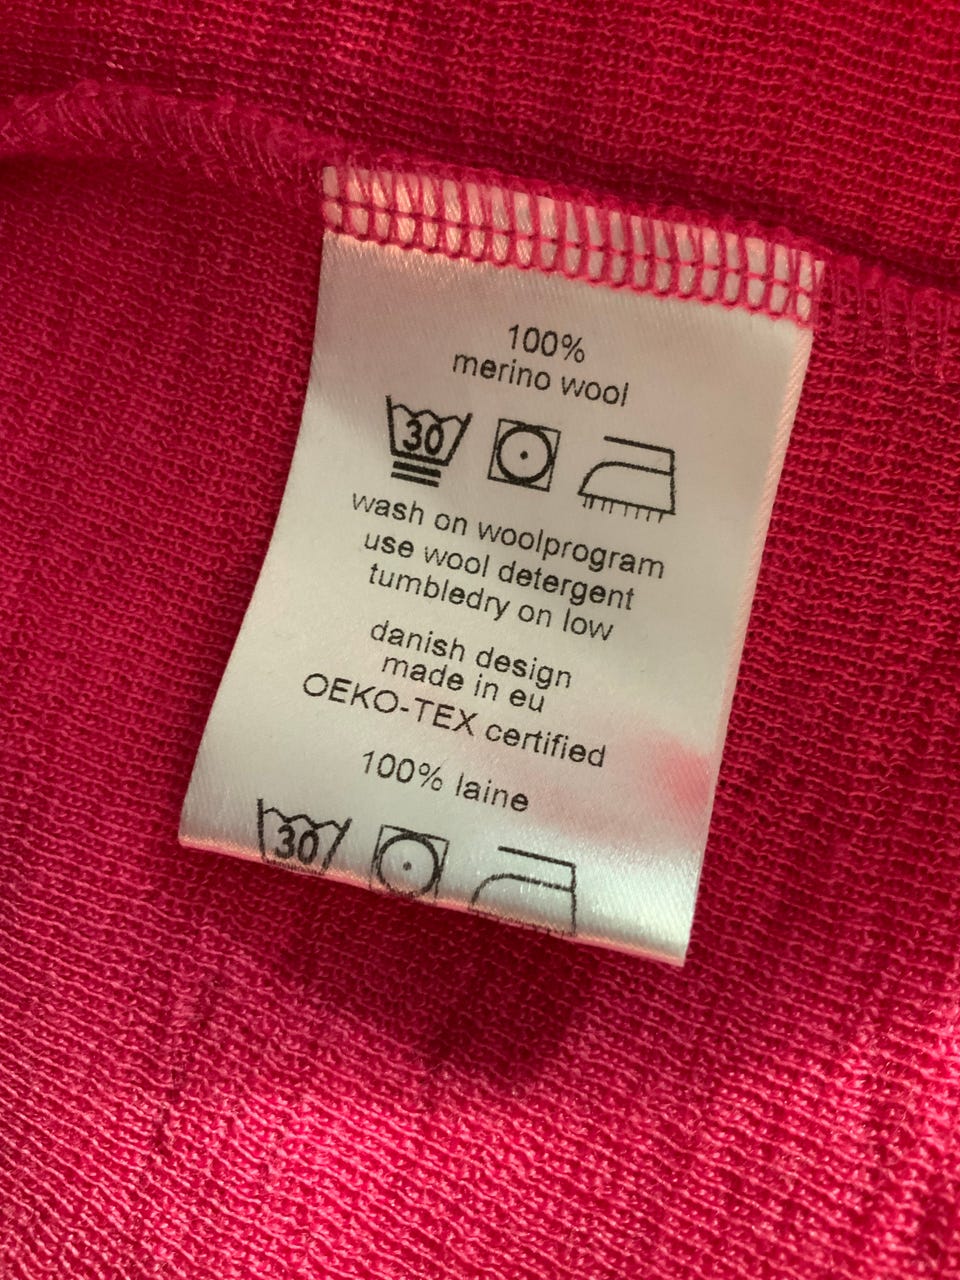 100%
merino wool
30
wash on woolprogram
use wool detergent
tumbledry on low
danish design
made in eu
OEKO-TEX certified
100% laine
30